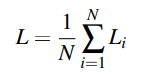 L = \frac{1}{N} \sum_{i=1}^{N} L_i